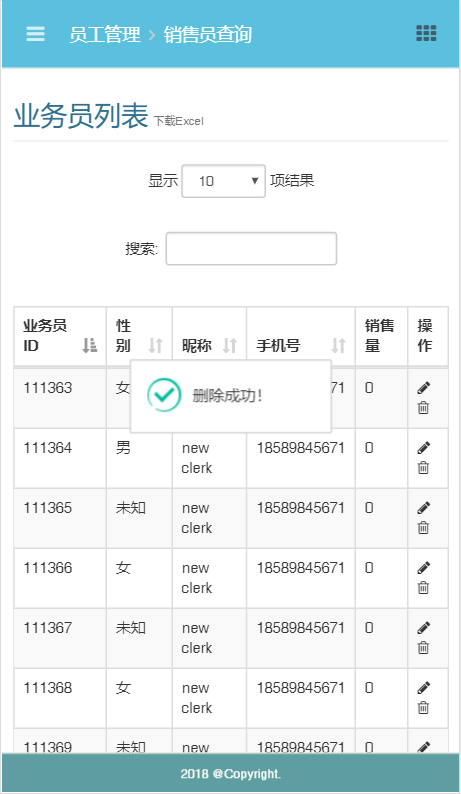 员工管理 > 销售员查询
业务员列表 下载Excel
显示 10 项结果
搜索:
业务员ID 性别 昵称 手机号 销售量 操作
111363 女 71 0
删除成功！
111364 男 new clerk 18589845671 0
111365 未知 new clerk 18589845671 0
111366 女 new clerk 18589845671 0
111367 未知 new clerk 18589845671 0
111368 女 new clerk 18589845671 0
111369 未知 new 18589845671 0
2018 @Copyright.